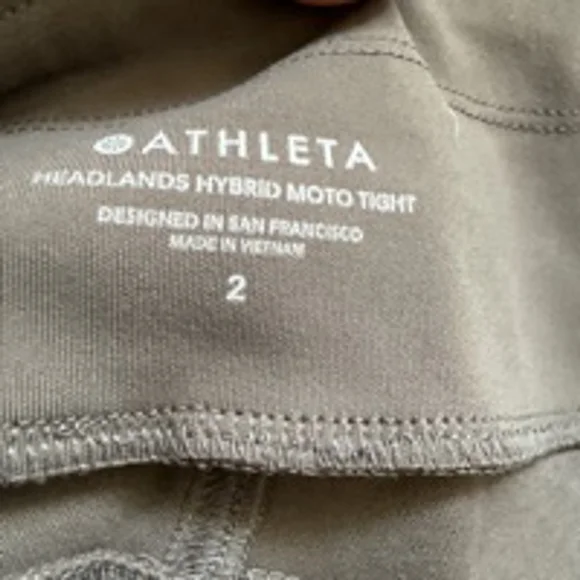 ATHLETA
HEADLANDS HYBRID MOTO TIGHT
DESIGNED IN SAN FRANCISCO
MADE IN VIETNAM
2